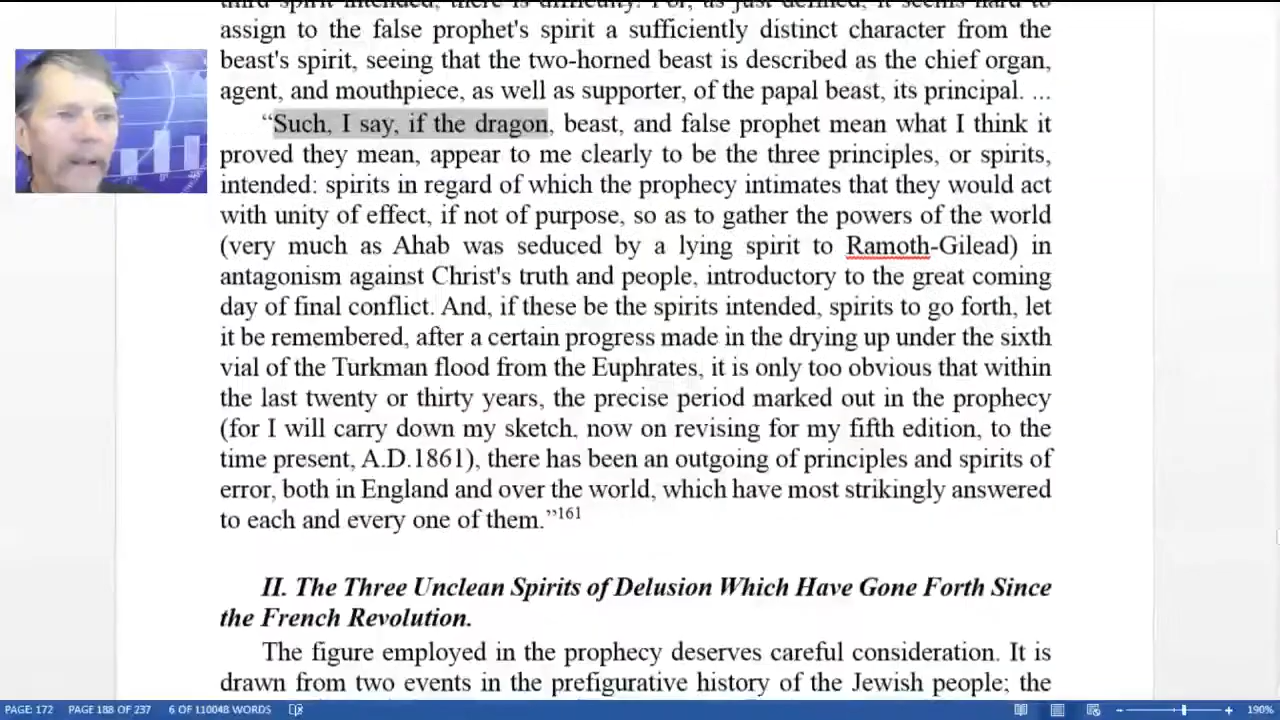 third spirit intended, there is difficulty. For, as just defined, it seems hard to
assign to the false prophet's spirit a sufficiently distinct character from the
beast's spirit, seeing that the two-horned beast is described as the chief organ,
agent, and mouthpiece, as well as supporter, of the papal beast, its principal. ...
“Such, I say, if the dragon, beast, and false prophet mean what I think it
proved they mean, appear to me clearly to be the three principles, or spirits,
intended: spirits in regard of which the prophecy intimates that they would act
with unity of effect, if not of purpose, so as to gather the powers of the world
(very much as Ahab was seduced by a lying spirit to Ramoth-Gilead) in
antagonism against Christ's truth and people, introductory to the great coming
day of final conflict. And, if these be the spirits intended, spirits to go forth, let
it be remembered, after a certain progress made in the drying up under the sixth
vial of the Turkman flood from the Euphrates, it is only too obvious that within
the last twenty or thirty years, the precise period marked out in the prophecy
(for I will carry down my sketch, now on revising for my fifth edition, to the
time present, A.D.1861), there has been an outgoing of principles and spirits of
error, both in England and over the world, which have most strikingly answered
to each and every one of them.”161
II. The Three Unclean Spirits of Delusion Which Have Gone Forth Since
the French Revolution.
The figure employed in the prophecy deserves careful consideration. It is
drawn from two events in the prefigurative history of the Jewish people; the
PAGE: 172 PAGE 188 OF 237 6 OF 110048 WORDS 190%